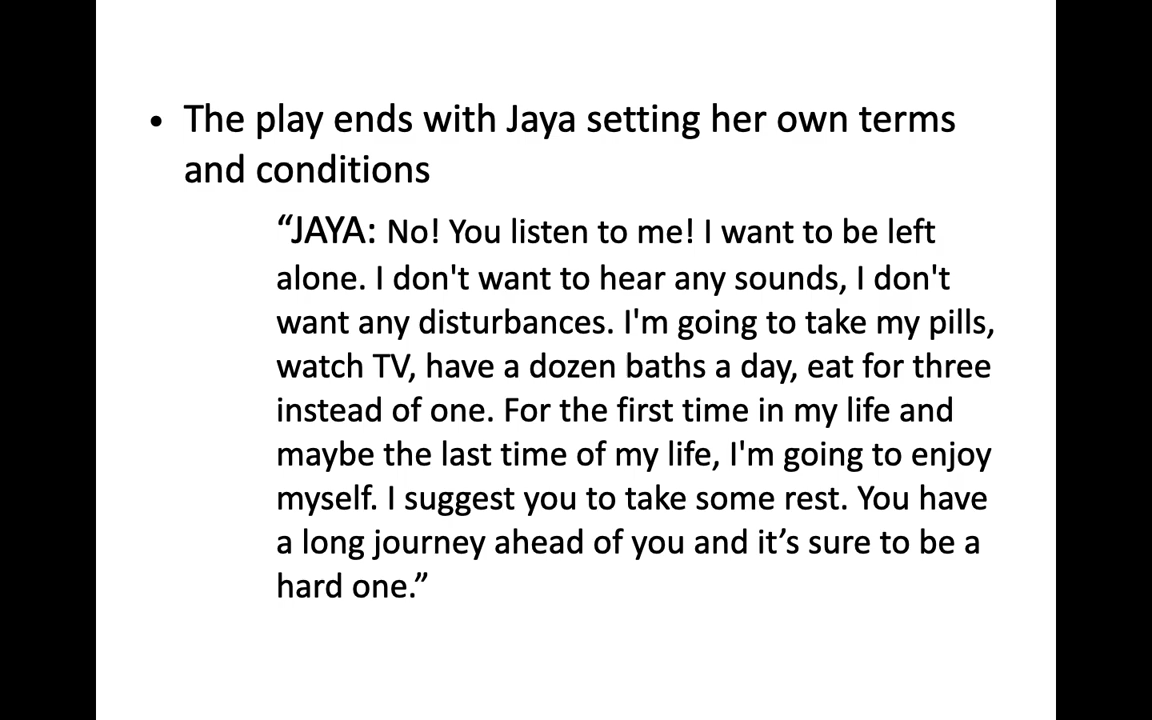 • The play ends with Jaya setting her own terms
and conditions
“JAYA: No! You listen to me! I want to be left
alone. I don't want to hear any sounds, I don't
want any disturbances. I'm going to take my pills,
watch TV, have a dozen baths a day, eat for three
instead of one. For the first time in my life and
maybe the last time of my life, I'm going to enjoy
myself. I suggest you to take some rest. You have
a long journey ahead of you and it’s sure to be a
hard one.”